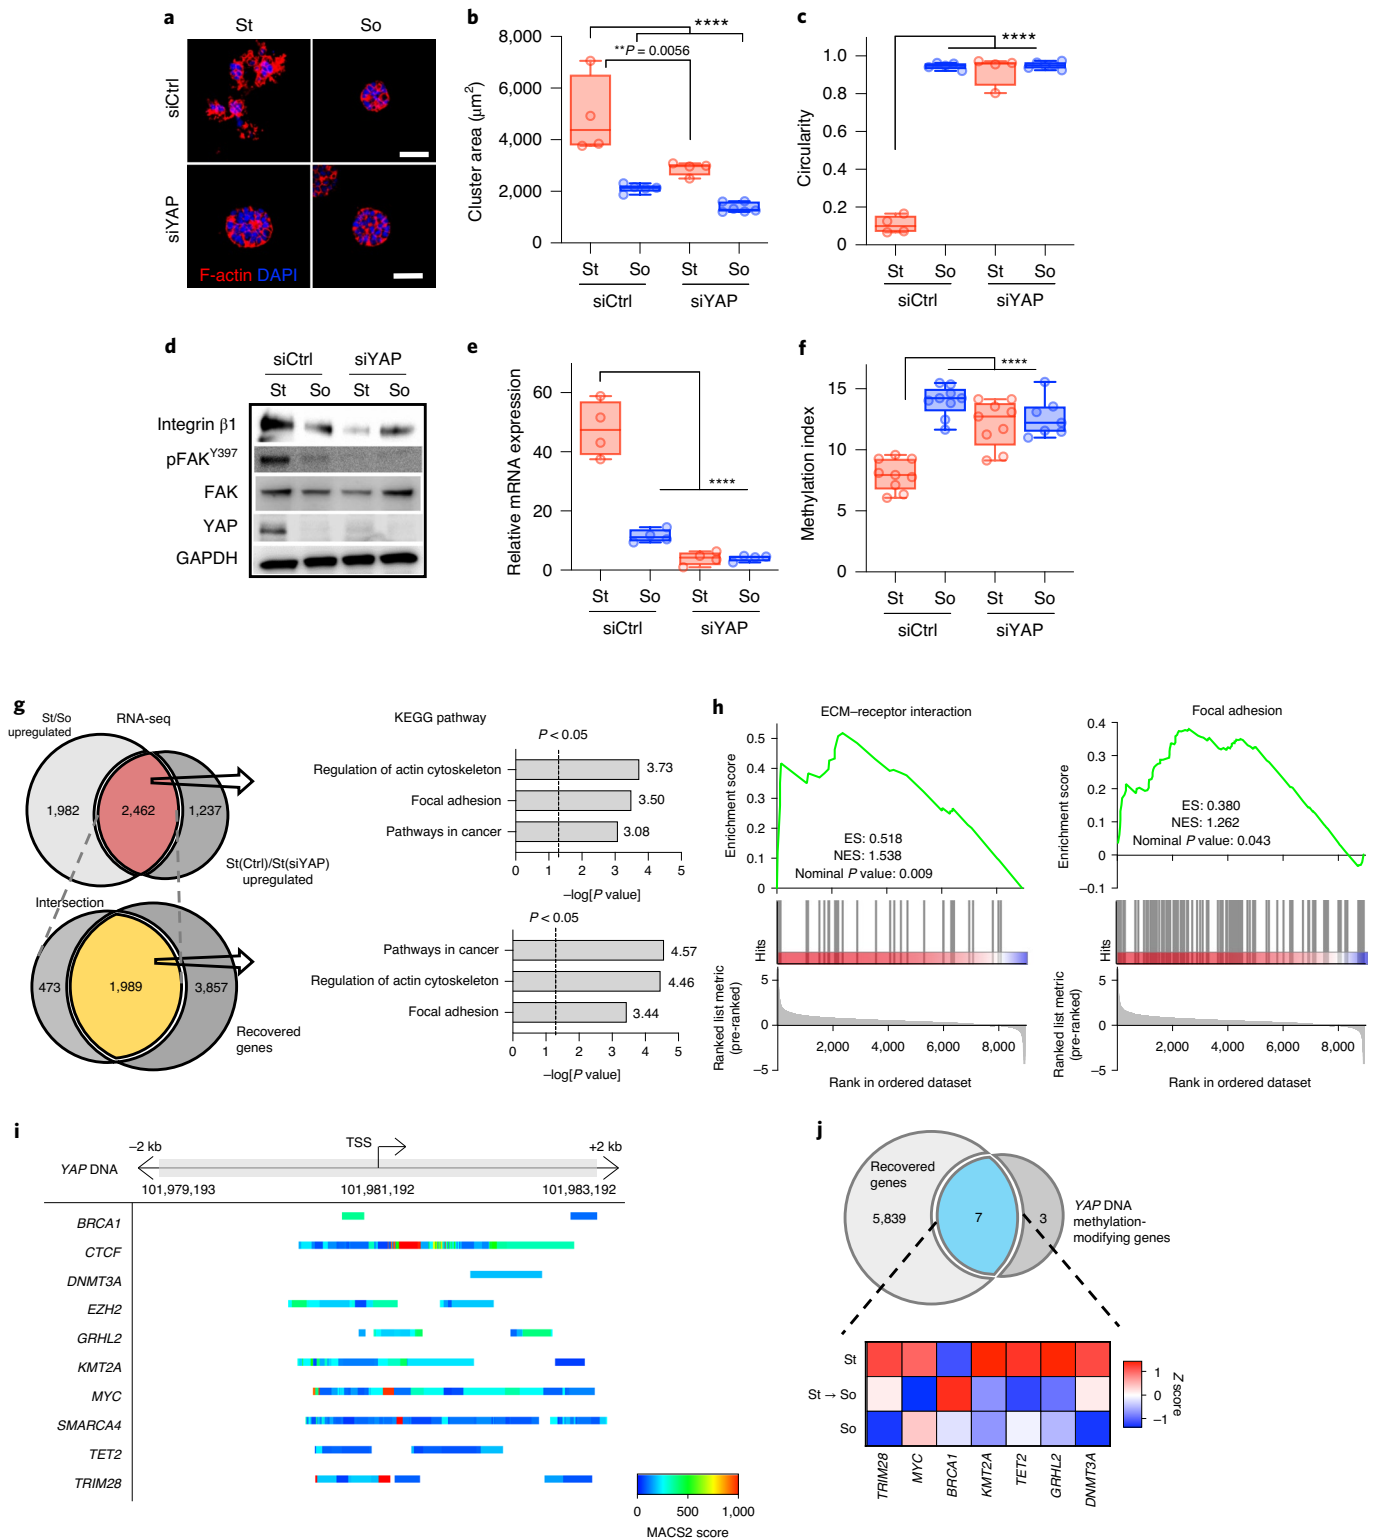 a
St
So
siCtrl
siYAP
F-actin DAPI
b
Cluster area (μm²)
8,000
6,000
4,000
2,000
0
****
**P = 0.0056
St
So
St
So
siCtrl
siYAP
c
Circularity
1.0
0.8
0.6
0.4
0.2
0
****
St
So
St
So
siCtrl
siYAP
d
siCtrl
siYAP
St
So
St
So
Integrin β1
pFAK^Y397
FAK
YAP
GAPDH
e
Relative mRNA expression
60
40
20
0
****
St
So
St
So
siCtrl
siYAP
f
Methylation index
15
10
5
0
****
St
So
St
So
siCtrl
siYAP
g
St/So
upregulated
RNA-seq
1,982
2,462
1,237
St(Ctrl)/St(siYAP)
upregulated
Intersection
473
1,989
3,857
Recovered
genes
KEGG pathway
P < 0.05
Regulation of actin cytoskeleton
3.73
Focal adhesion
3.50
Pathways in cancer
3.08
0 1 2 3 4 5
–log[P value]
P < 0.05
Pathways in cancer
4.57
Regulation of actin cytoskeleton
4.46
Focal adhesion
3.44
0 1 2 3 4 5
–log[P value]
h
ECM–receptor interaction
Enrichment score
0.5
0.4
0.3
0.2
0.1
0
ES: 0.518
NES: 1.538
Nominal P value: 0.009
Hits
Ranked list metric
(pre-ranked)
5
0
–5
2,000 4,000 6,000 8,000
Rank in ordered dataset
Focal adhesion
Enrichment score
0.4
0.3
0.2
0.1
0
–0.1
ES: 0.380
NES: 1.262
Nominal P value: 0.043
Hits
Ranked list metric
(pre-ranked)
5
0
–5
2,000 4,000 6,000 8,000
Rank in ordered dataset
i
–2 kb
TSS
+2 kb
YAP DNA
101,979,193
101,981,192
101,983,192
BRCA1
CTCF
DNMT3A
EZH2
GRHL2
KMT2A
MYC
SMARCA4
TET2
TRIM28
0 500 1,000
MACS2 score
j
Recovered
genes
5,839
7
3
YAP DNA
methylation-
modifying genes
St
St → So
So
1
0
–1
Z score
TRIM28
MYC
BRCA1
KMT2A
TET2
GRHL2
DNMT3A